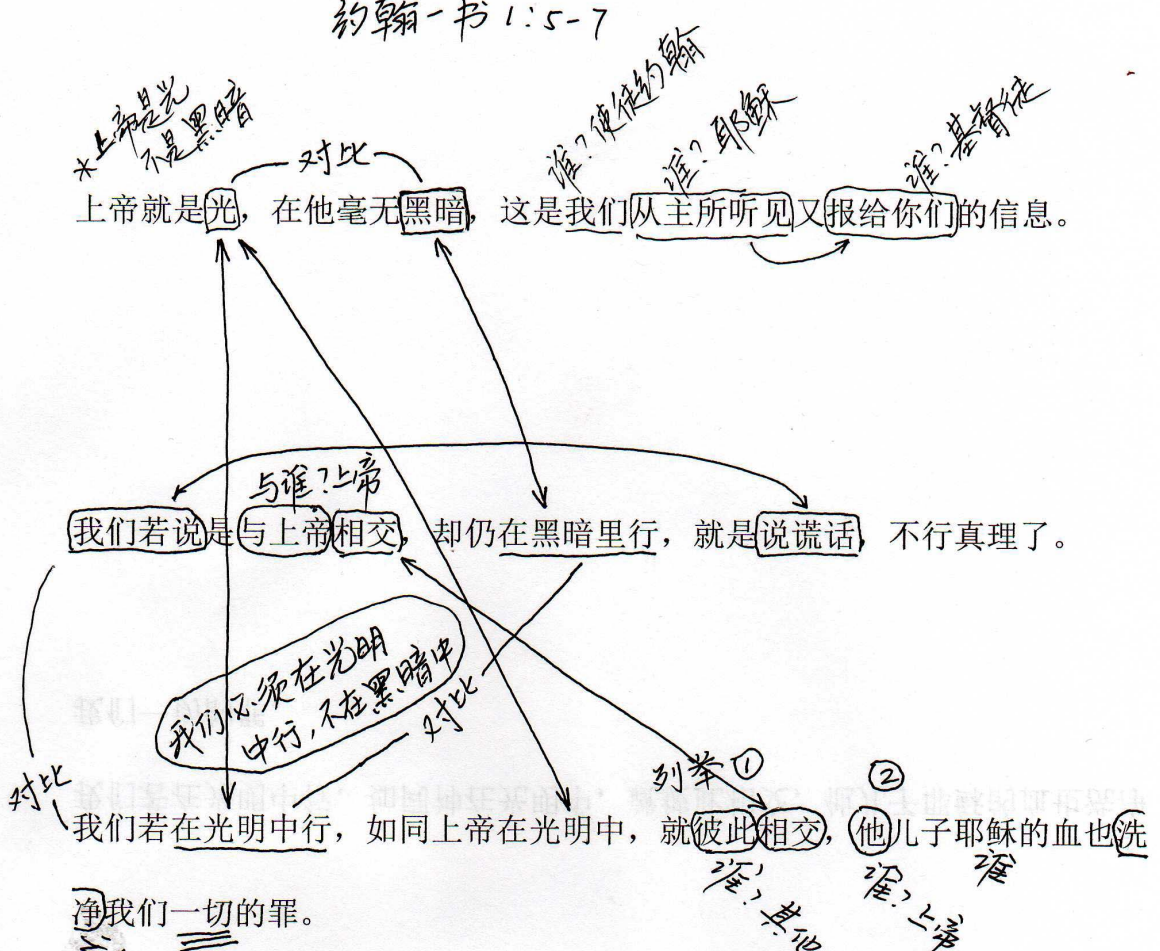 约翰一书 1:5-7
*上帝是光
不是黑暗
对比
谁?使徒约翰
谁?耶稣
谁?基督徒
上帝就是光，在他毫无黑暗，这是我们从主所听见又报给你们的信息。
与谁?上帝
我们若说是与上帝相交，却仍在黑暗里行，就是说谎话，不行真理了。
我们必须在光明
中行,不在黑暗中
对比
对比
列举 ① ②
我们若在光明中行，如同上帝在光明中，就彼此相交，他儿子耶稣的血也洗
谁?其他
谁?上帝
谁
净我们一切的罪。